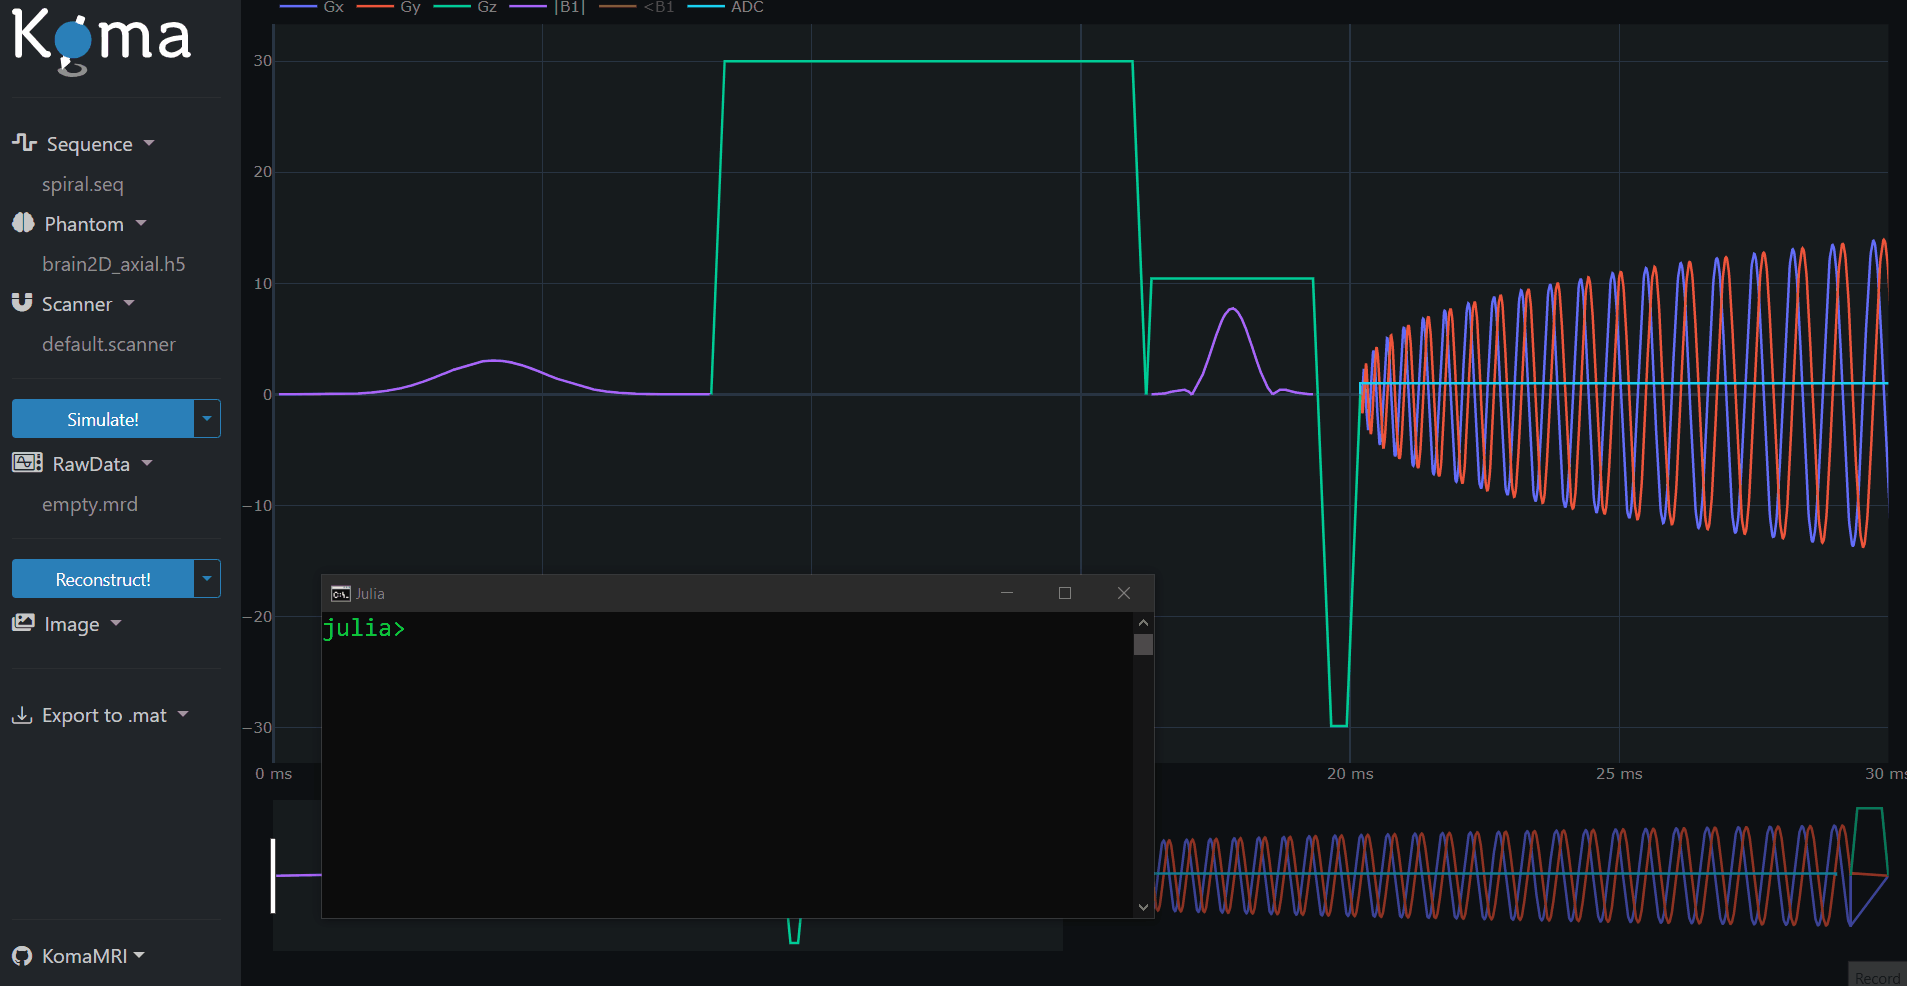 Koma
Sequence
spiral.seq
Phantom
brain2D_axial.h5
Scanner
default.scanner
Simulate!
RawData
empty.mrd
Reconstruct!
Image
Export to .mat
KomaMRI
Gx Gy Gz |B1| <B1 ADC
30
20
10
0
−10
−20
−30
0 ms 20 ms 25 ms 30 ms
Julia
julia>
Record